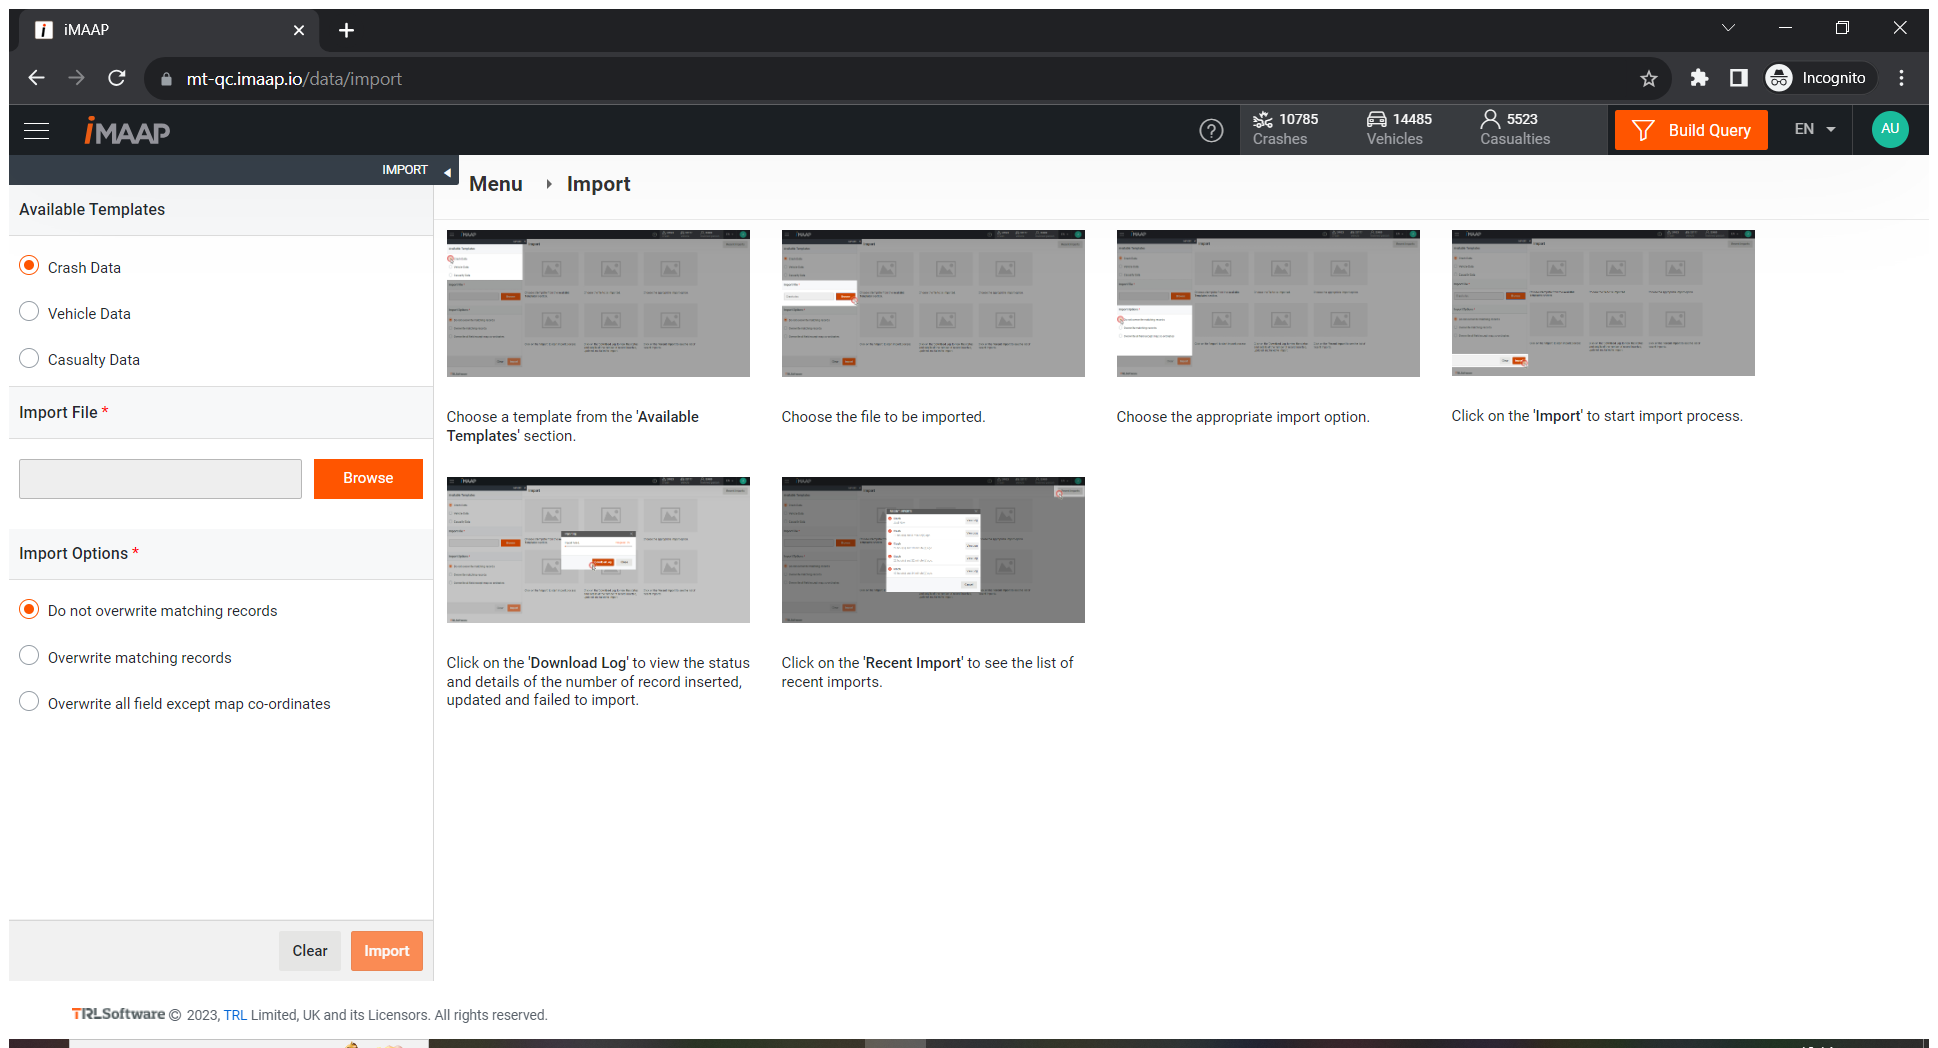 iMAAP
mt-qc.imaap.io/data/import
Incognito
iMAAP
10785
Crashes
14485
Vehicles
5523
Casualties
Build Query
EN
AU
IMPORT
Menu
Import
Available Templates
Crash Data
Vehicle Data
Casualty Data
Import File *
Browse
Import Options *
Do not overwrite matching records
Overwrite matching records
Overwrite all field except map co-ordinates
Clear
Import
Choose a template from the 'Available
Templates' section.
Choose the file to be imported.
Choose the appropriate import option.
Click on the 'Import' to start import process.
Click on the 'Download Log' to view the status
and details of the number of record inserted,
updated and failed to import.
Click on the 'Recent Import' to see the list of
recent imports.
TRLSoftware © 2023, TRL Limited, UK and its Licensors. All rights reserved.